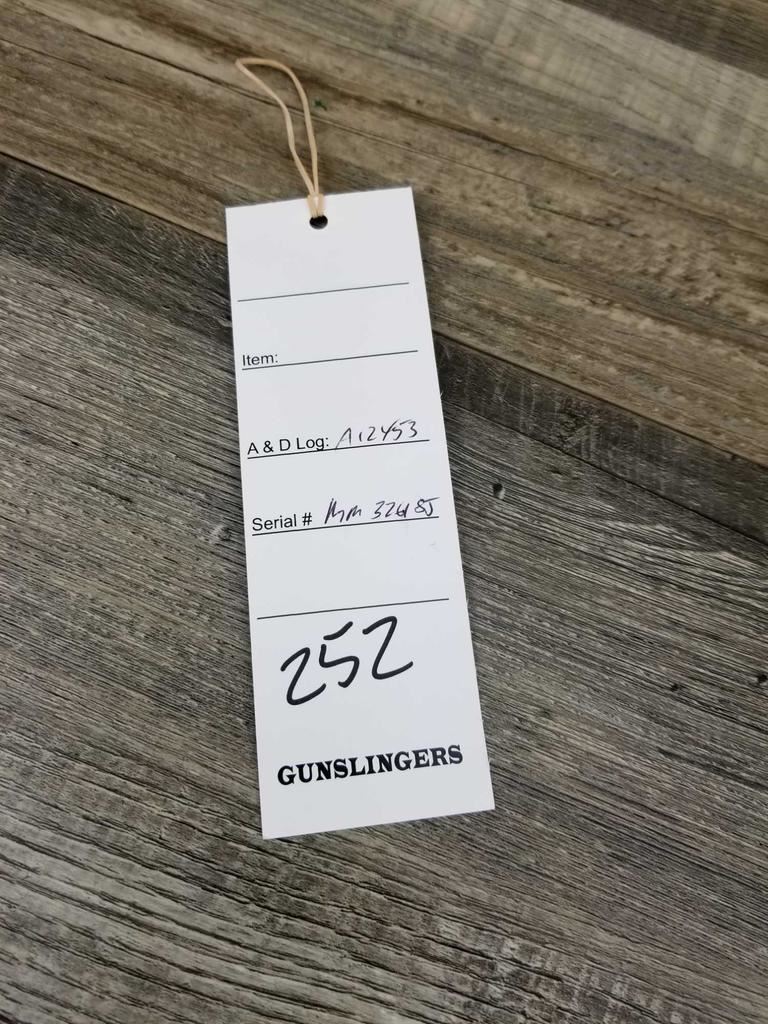 Item:
A & D Log: A12453
Serial #
252
GUNSLINGERS